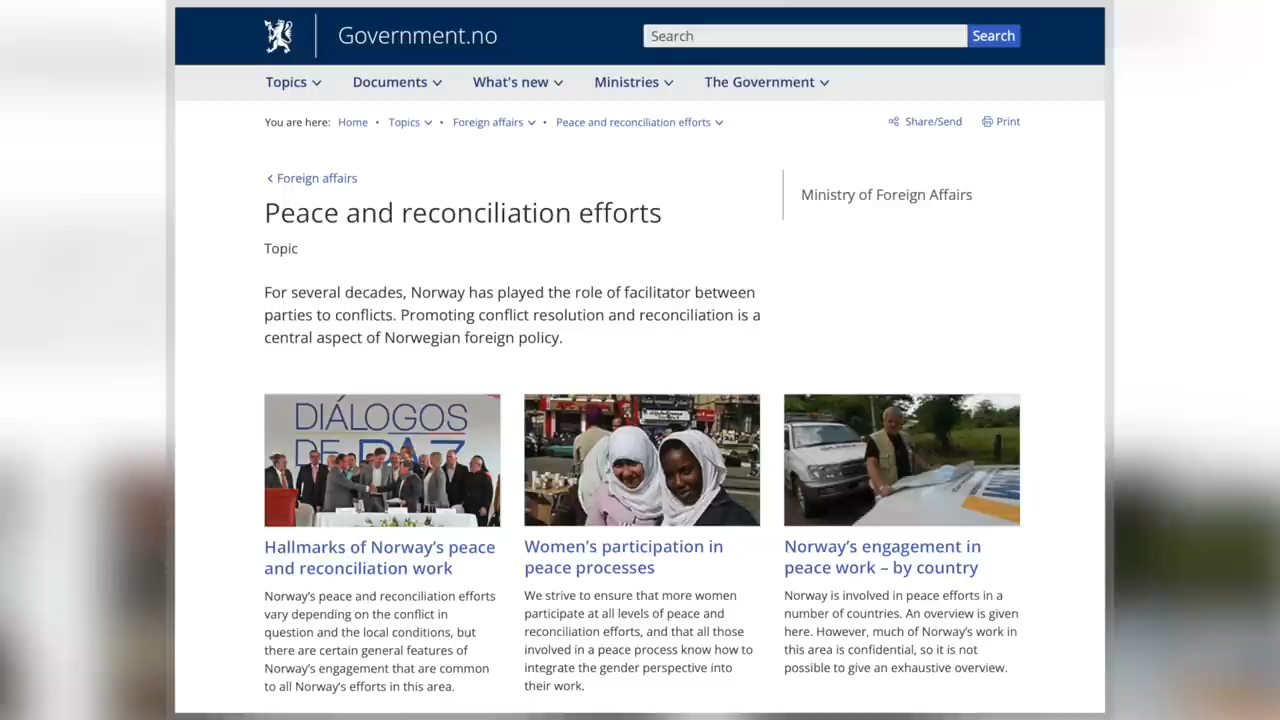 Government.no
Search
Search
Topics
Documents
What's new
Ministries
The Government
You are here: Home • Topics • Foreign affairs • Peace and reconciliation efforts
Share/Send
Print
Foreign affairs
Peace and reconciliation efforts
Ministry of Foreign Affairs
Topic
For several decades, Norway has played the role of facilitator between
parties to conflicts. Promoting conflict resolution and reconciliation is a
central aspect of Norwegian foreign policy.
DIÁLOGOS
DE PAZ
Hallmarks of Norway's peace
and reconciliation work
Norway's peace and reconciliation efforts
vary depending on the conflict in
question and the local conditions, but
there are certain general features of
Norway's engagement that are common
to all Norway's efforts in this area.
Women's participation in
peace processes
We strive to ensure that more women
participate at all levels of peace and
reconciliation efforts, and that all those
involved in a peace process know how to
integrate the gender perspective into
their work.
Norway's engagement in
peace work – by country
Norway is involved in peace efforts in a
number of countries. An overview is given
here. However, much of Norway's work in
this area is confidential, so it is not
possible to give an exhaustive overview.